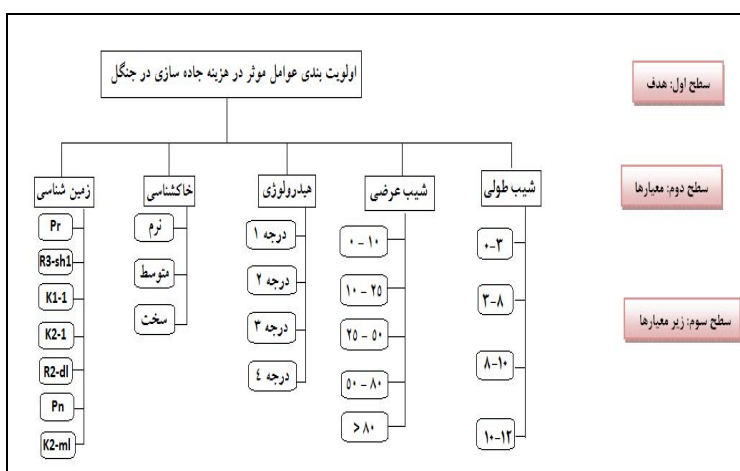 اولویت بندی عوامل موثر در هزینه جاده سازی در جنگل
سطح اول: هدف
سطح دوم: معیارها
شیب طولی
شیب عرضی
هیدرولوژی
خاکشناسی
زمین شناسی
سطح سوم: زیر معیارها
۰-۳
۳-۸
۸-۱۰
۱۰-۱۲
۰ - ۱۰
۱۰ - ۲۵
۲۵ - ۵۰
۵۰ - ۸۰
>۸۰
درجه ۱
درجه ۲
درجه ۳
درجه ٤
نرم
متوسط
سخت
Pr
R3-sh1
K1-1
K2-1
R2-dl
Pn
K2-ml